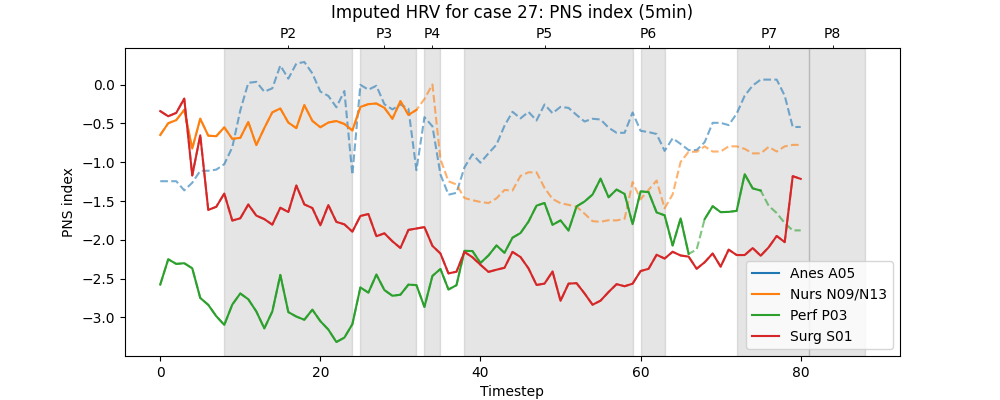 Imputed HRV for case 27: PNS index (5min)
P2 P3 P4 P5 P6 P7 P8
PNS index
0.0
−0.5
−1.0
−1.5
−2.0
−2.5
−3.0
Anes A05
Nurs N09/N13
Perf P03
Surg S01
0 20 40 60 80
Timestep